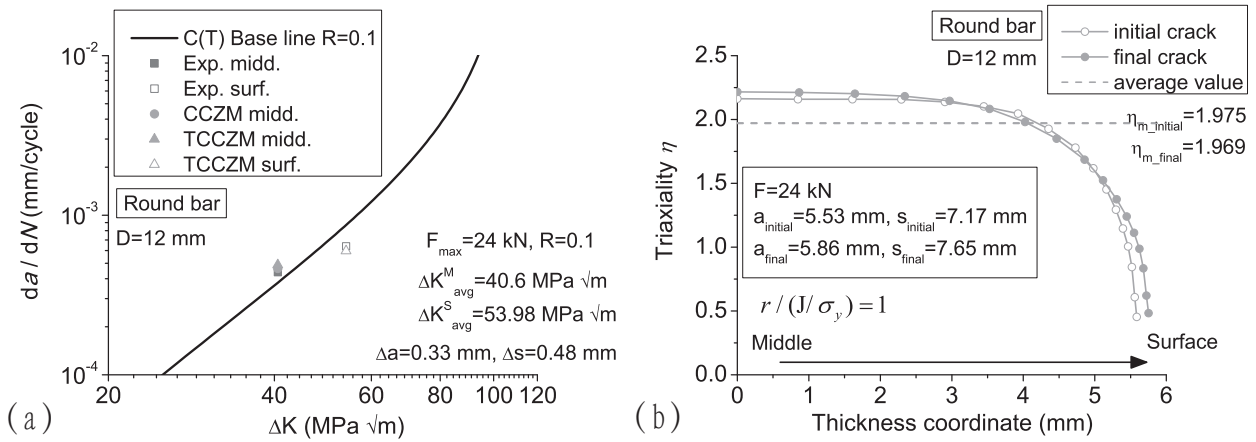 C(T) Base line R=0.1
Exp. midd.
Exp. surf.
CCZM midd.
TCCZM midd.
TCCZM surf.
Round bar
D=12 mm
F_max=24 kN, R=0.1
ΔK^M_avg=40.6 MPa √m
ΔK^S_avg=53.98 MPa √m
Δa=0.33 mm, Δs=0.48 mm
da / dN (mm/cycle)
10^-2
10^-3
10^-4
20 40 60 80 100 120
ΔK (MPa √m)
(a)
Round bar
D=12 mm
initial crack
final crack
average value
η_m_initial=1.975
η_m_final=1.969
F=24 kN
a_initial=5.53 mm, s_initial=7.17 mm
a_final=5.86 mm, s_final=7.65 mm
r / (J/ σ_y) = 1
Middle Surface
Triaxiality η
2.5
2.0
1.5
1.0
0.5
0.0
0 1 2 3 4 5 6
Thickness coordinate (mm)
(b)